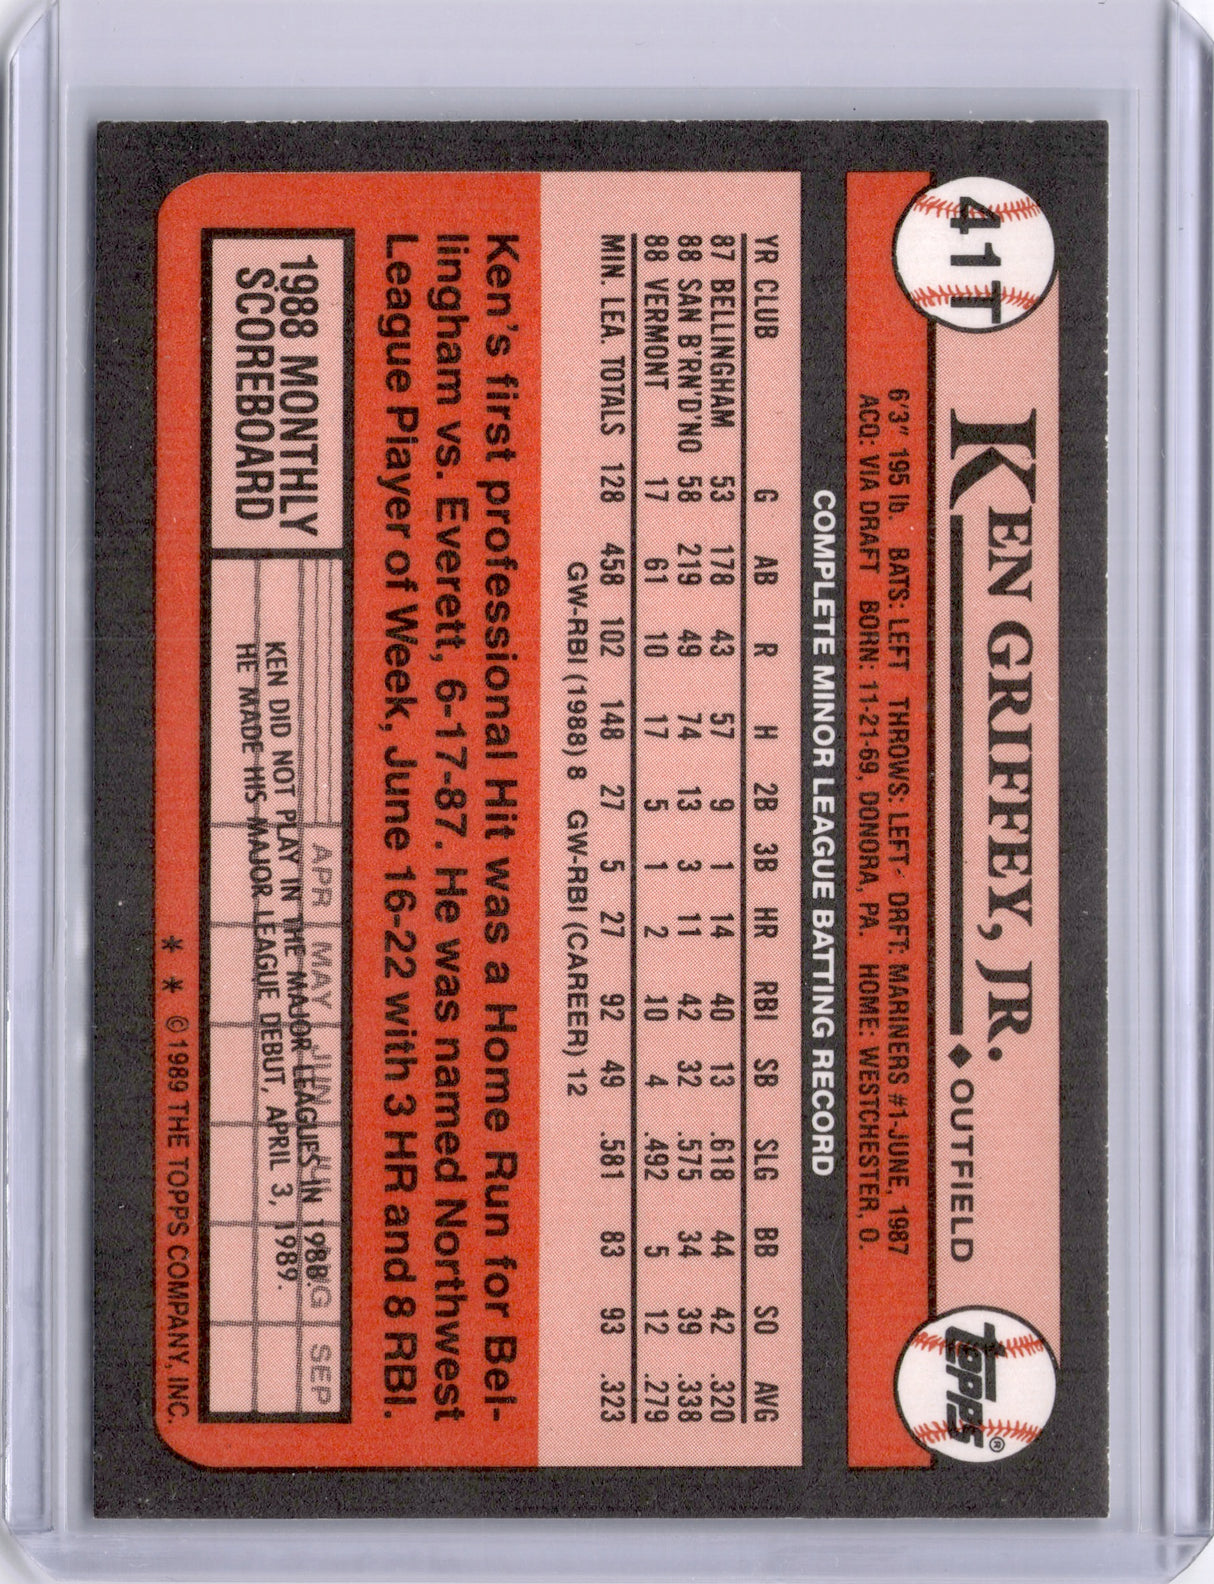 41T
KEN GRIFFEY, JR. ◆ OUTFIELD
topps®
6'3" 195 lb. BATS: LEFT THROWS: LEFT - DRFT: MARINERS #1-JUNE, 1987
ACQ: VIA DRAFT BORN: 11-21-69, DONORA, PA. HOME: WESTCHESTER, O.
COMPLETE MINOR LEAGUE BATTING RECORD
YR CLUB G AB R H 2B 3B HR RBI SB SLG BB SO AVG
87 BELLINGHAM 53 178 43 57 9 1 14 40 13 .618 44 42 .320
88 SAN B'RN'D'NO 58 219 49 74 13 3 11 42 32 .575 34 39 .338
88 VERMONT 17 61 10 17 5 1 2 10 4 .492 5 12 .279
MIN. LEA. TOTALS 128 458 102 148 27 5 27 92 49 .581 83 93 .323
GW-RBI (1988) 8 GW-RBI (CAREER) 12
Ken's first professional Hit was a Home Run for Bel-
lingham vs. Everett, 6-17-87. He was named Northwest
League Player of Week, June 16-22 with 3 HR and 8 RBI.
1988 MONTHLY
SCOREBOARD
APR MAY JUN JUL AUG SEP
KEN DID NOT PLAY IN THE MAJOR LEAGUES IN 1988.
HE MADE HIS MAJOR LEAGUE DEBUT, APRIL 3, 1989.
* * ©1989 THE TOPPS COMPANY, INC.